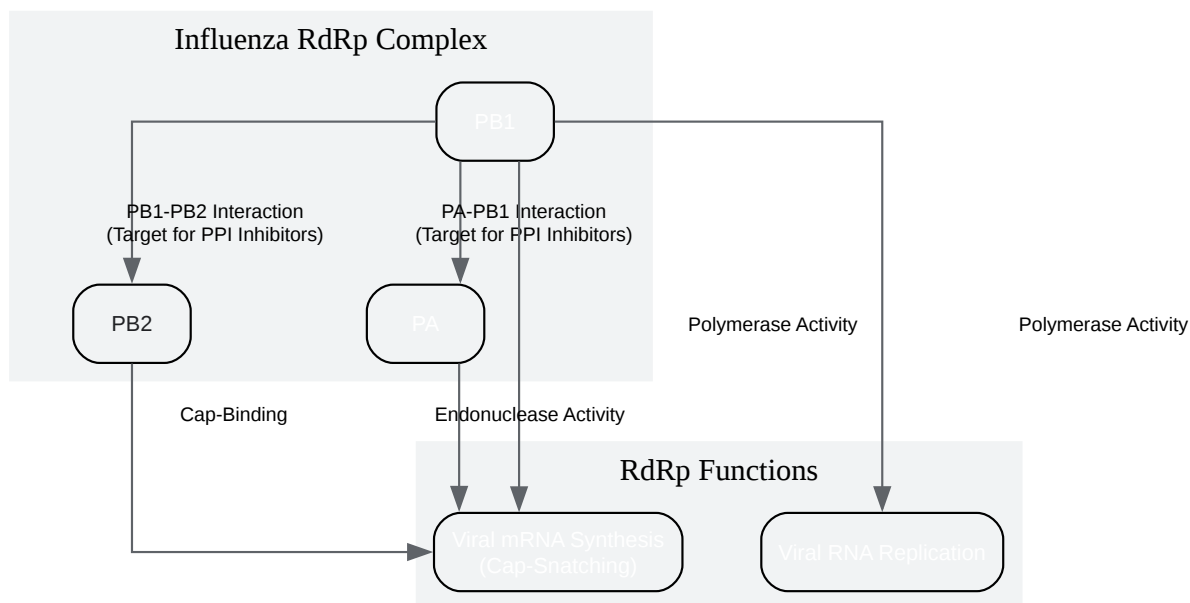 Influenza RdRp Complex
PB1
PB1-PB2 Interaction
(Target for PPI Inhibitors)
PA-PB1 Interaction
(Target for PPI Inhibitors)
PB2
PA
Polymerase Activity
Polymerase Activity
Cap-Binding
Endonuclease Activity
RdRp Functions
Viral mRNA Synthesis
(Cap-Snatching)
Viral RNA Replication